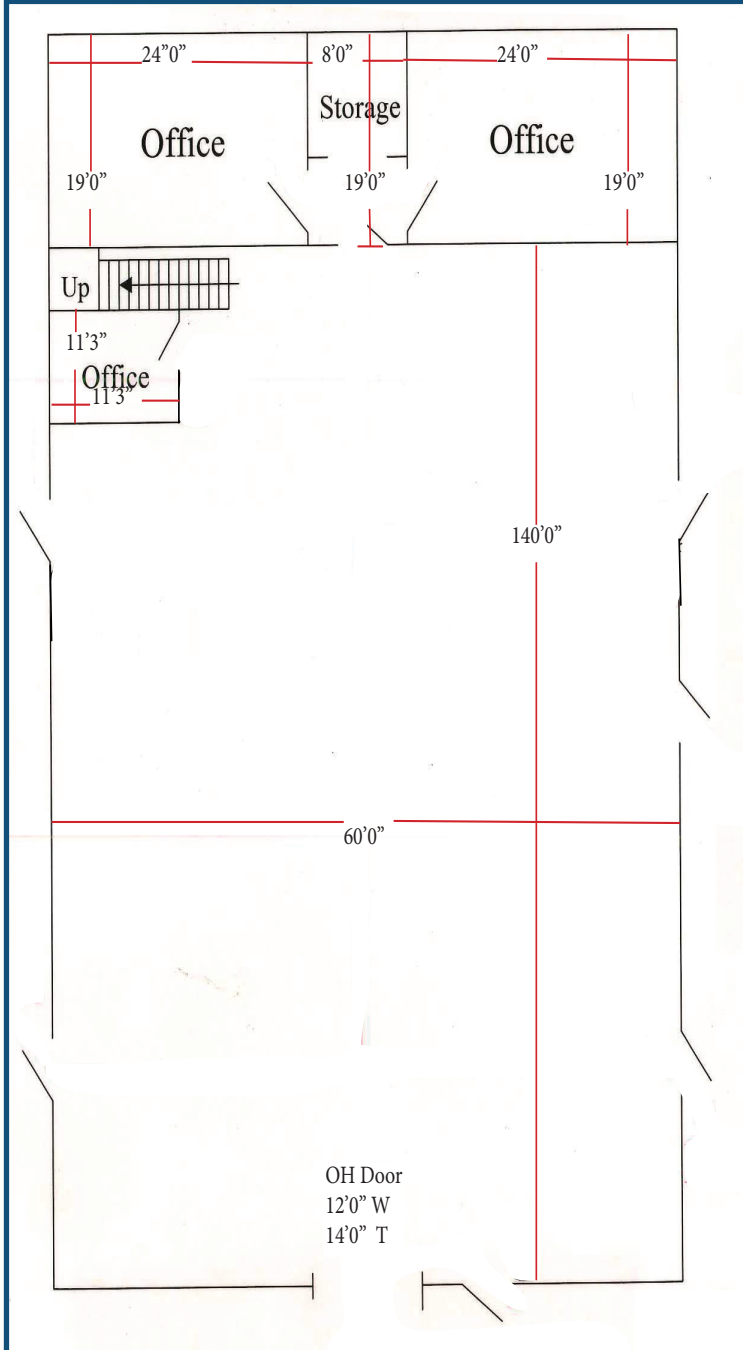 24"0" 8'0" 24'0"
Storage
Office
Office
19'0" 19'0" 19'0"
Up
11'3"
Office
11'3"
140'0"
60'0"
OH Door
12'0" W
14'0" T